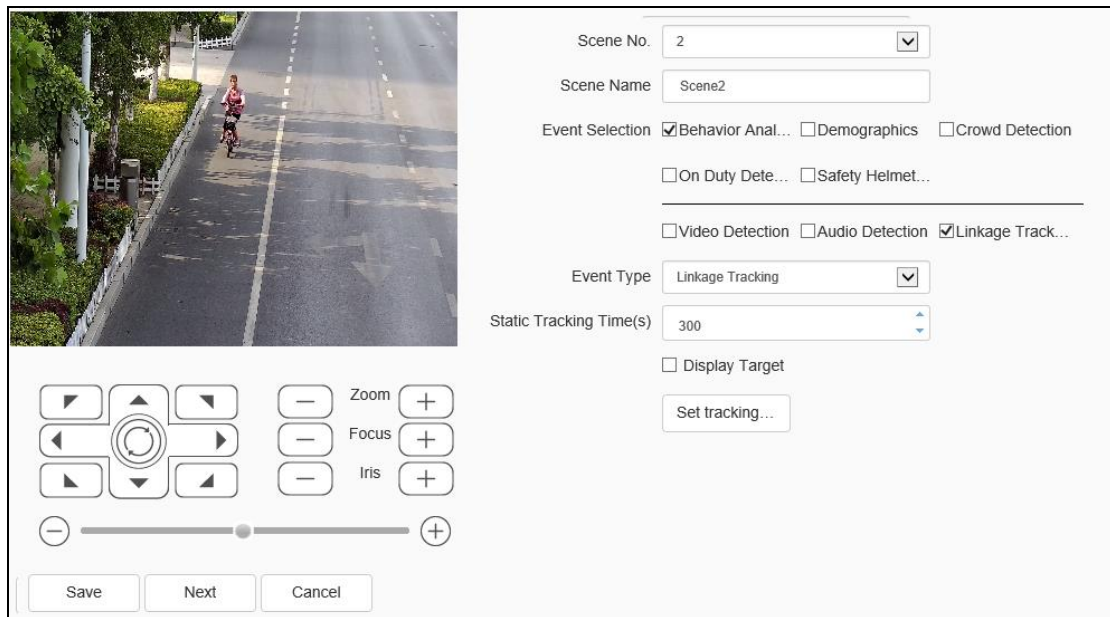 Scene No. 2
Scene Name Scene2
Event Selection Behavior Anal... Demographics Crowd Detection
On Duty Dete... Safety Helmet...
Video Detection Audio Detection Linkage Track...
Event Type Linkage Tracking
Static Tracking Time(s) 300
Display Target
Set tracking...
Zoom
Focus
Iris
Save Next Cancel